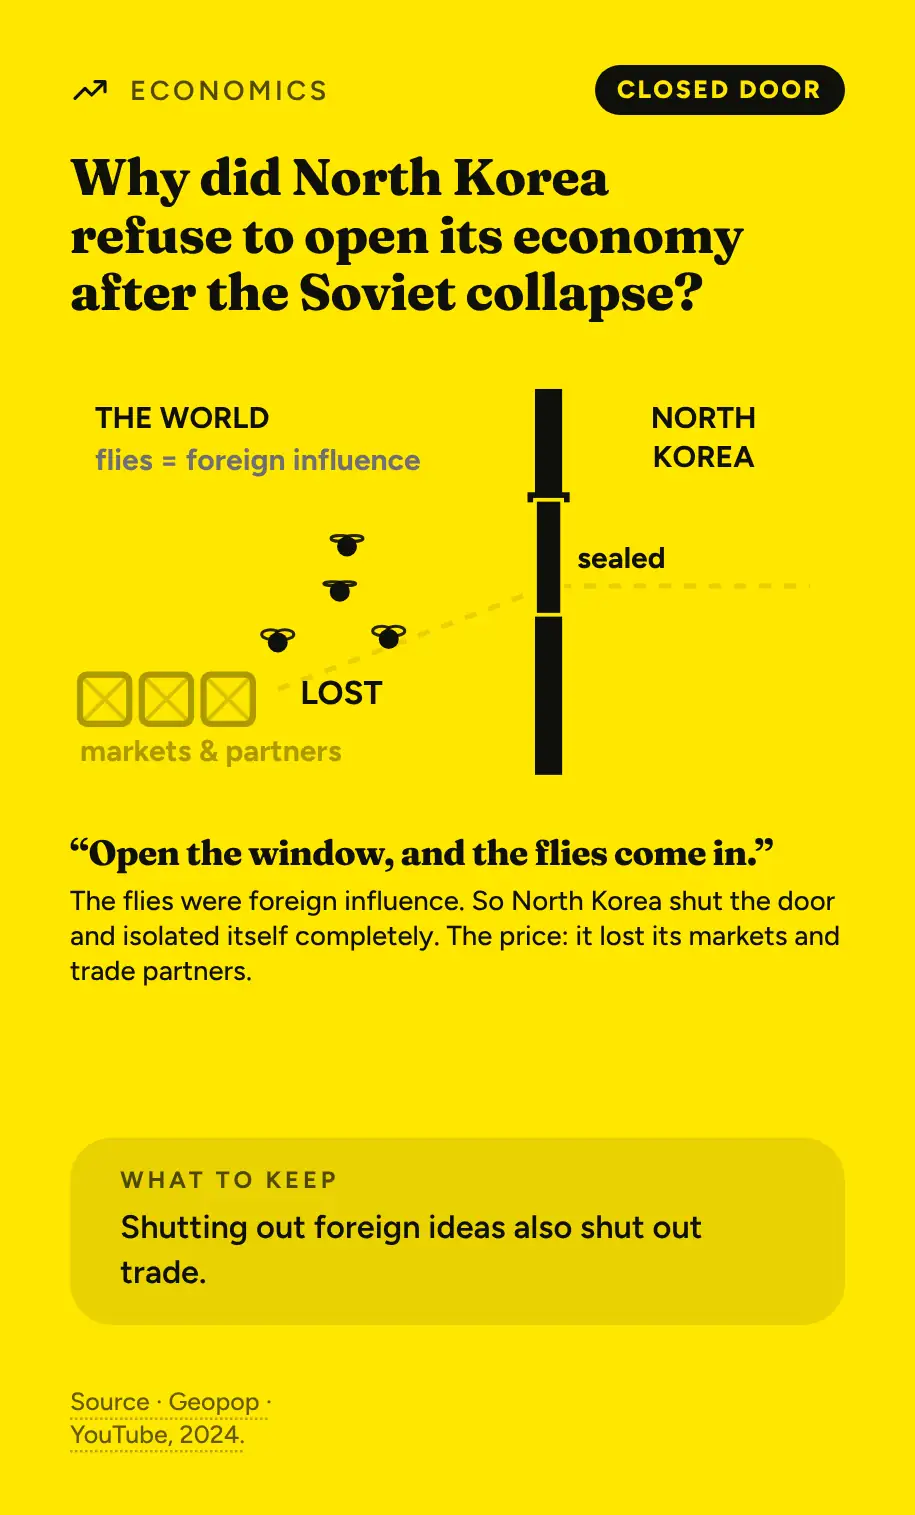 ECONOMICS
CLOSED DOOR
Why did North Korea
refuse to open its economy
after the Soviet collapse?
THE WORLD
flies = foreign influence
NORTH
KOREA
sealed
LOST
markets & partners
“Open the window, and the flies come in.”
The flies were foreign influence. So North Korea shut the door
and isolated itself completely. The price: it lost its markets and
trade partners.
WHAT TO KEEP
Shutting out foreign ideas also shut out
trade.
Source · Geopop ·
YouTube, 2024.